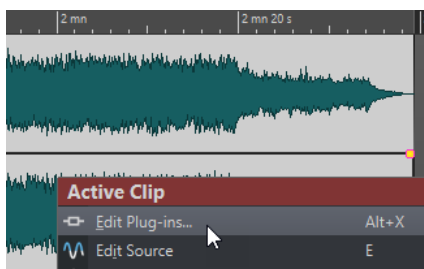 2 mn 2 mn 20 s
Active Clip
Edit Plug-ins... Alt+X
Edit Source E